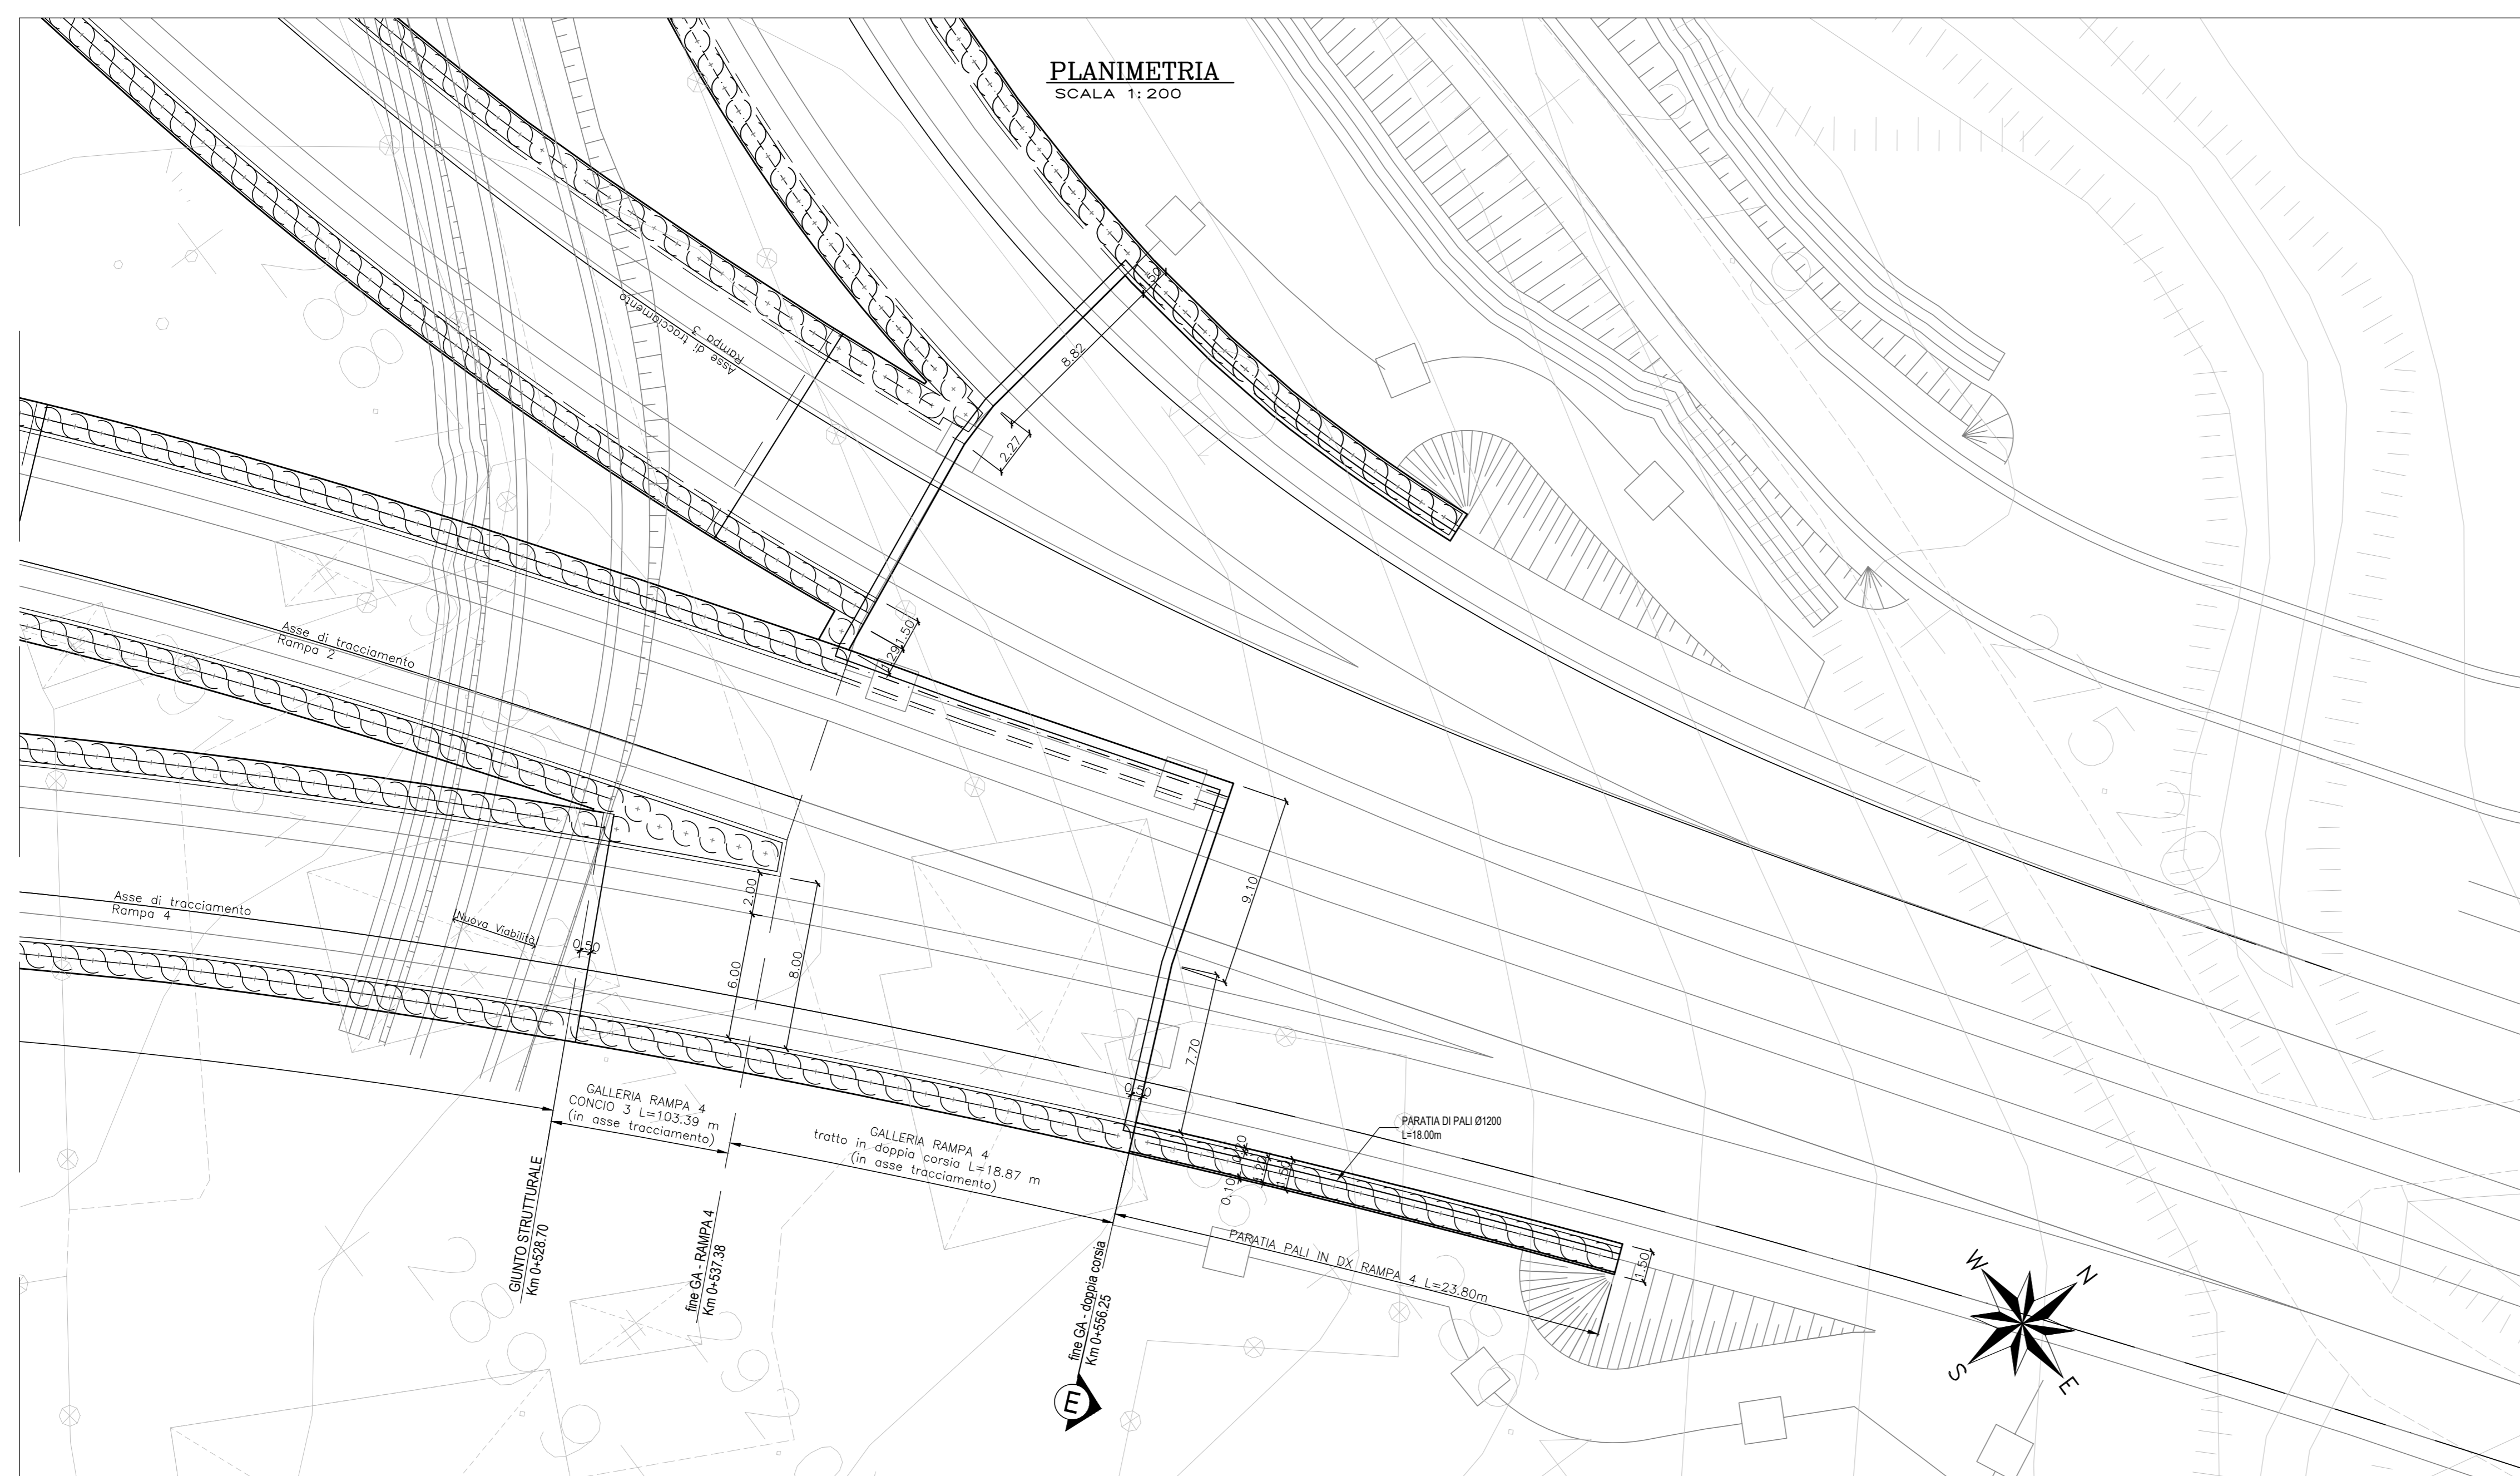 PLANIMETRIA
SCALA 1:200
Asse di tracciamento
Rampa 3
8.82
2.27
1.50
Asse di tracciamento
Rampa 2
Asse di tracciamento
Rampa 4
Nuova Viabilità
0.50
2.00
6.00
8.00
9.10
7.70
0.50
GALLERIA RAMPA 4
CONCIO 3 L=103.39 m
(in asse tracciamento)
GALLERIA RAMPA 4
tratto in doppia corsia L=18.87 m
(in asse tracciamento)
PARATIA DI PALI Ø1200
L=18.00m
0.10
1.20
1.50
PARATIA PALI IN DX RAMPA 4 L=23.80m
1.50
GIUNTO STRUTTURALE
Km 0+528.70
fine GA - RAMPA 4
Km 0+537.38
fine GA - doppia corsia
Km 0+556.25
E
W
N
S
E